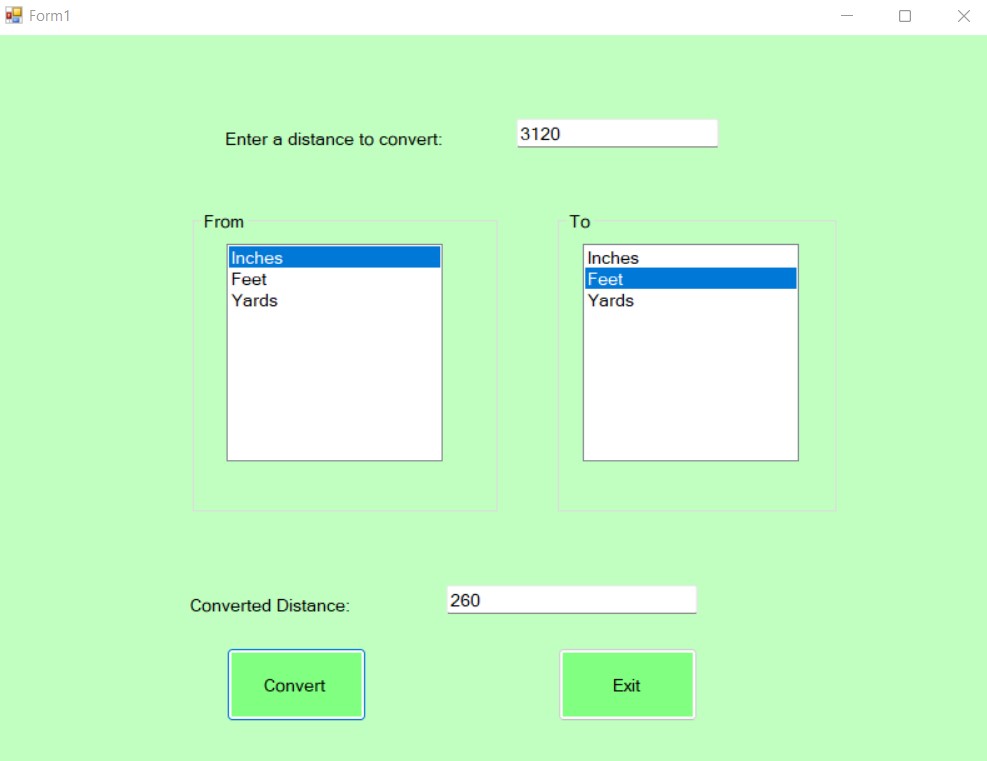 Form1
Enter a distance to convert:
3120
From
Inches
Feet
Yards
To
Inches
Feet
Yards
Converted Distance:
260
Convert
Exit